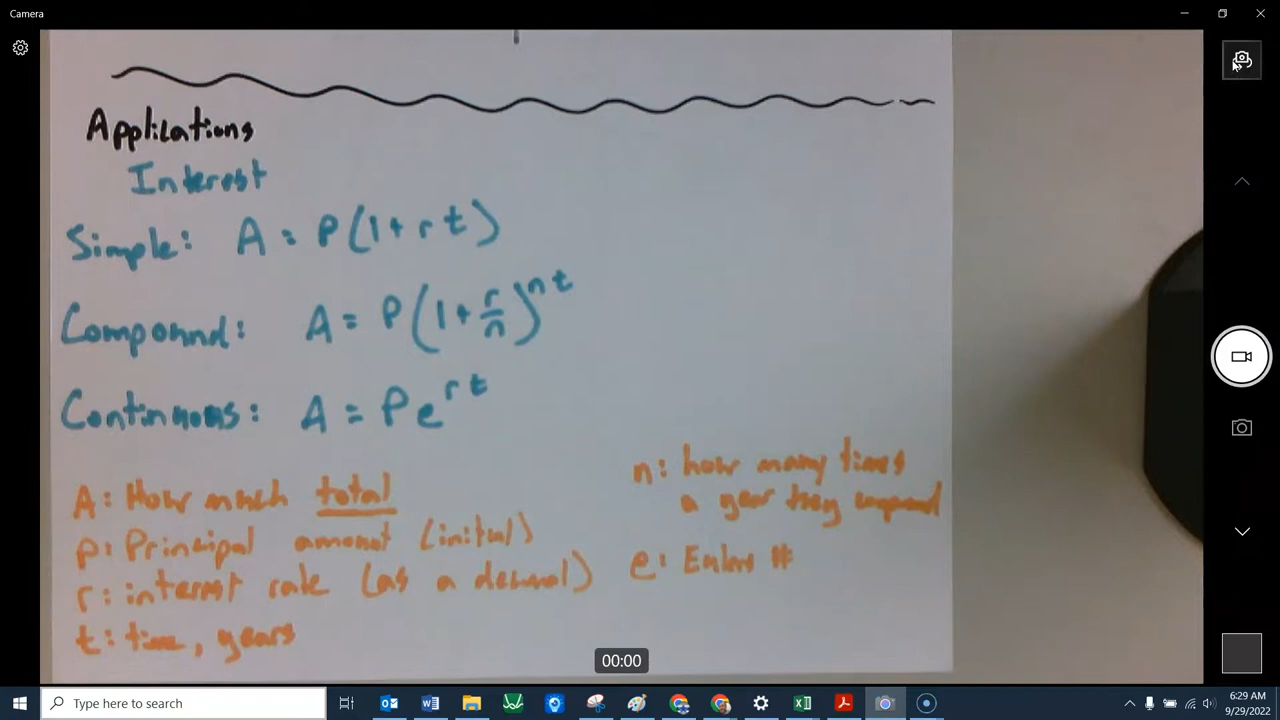 Camera
Applications
Interest
Simple: A = P(1 + rt)
Compound: A = P(1 + r/n)^nt
Continuous: A = Pe^rt
A: How much total
P: Principal amount (initial)
r: interest rate (as a decimal)
t: time, years
n: how many times
a year they compound
e: Eulers #
00:00
Type here to search
6:29 AM
9/29/2022